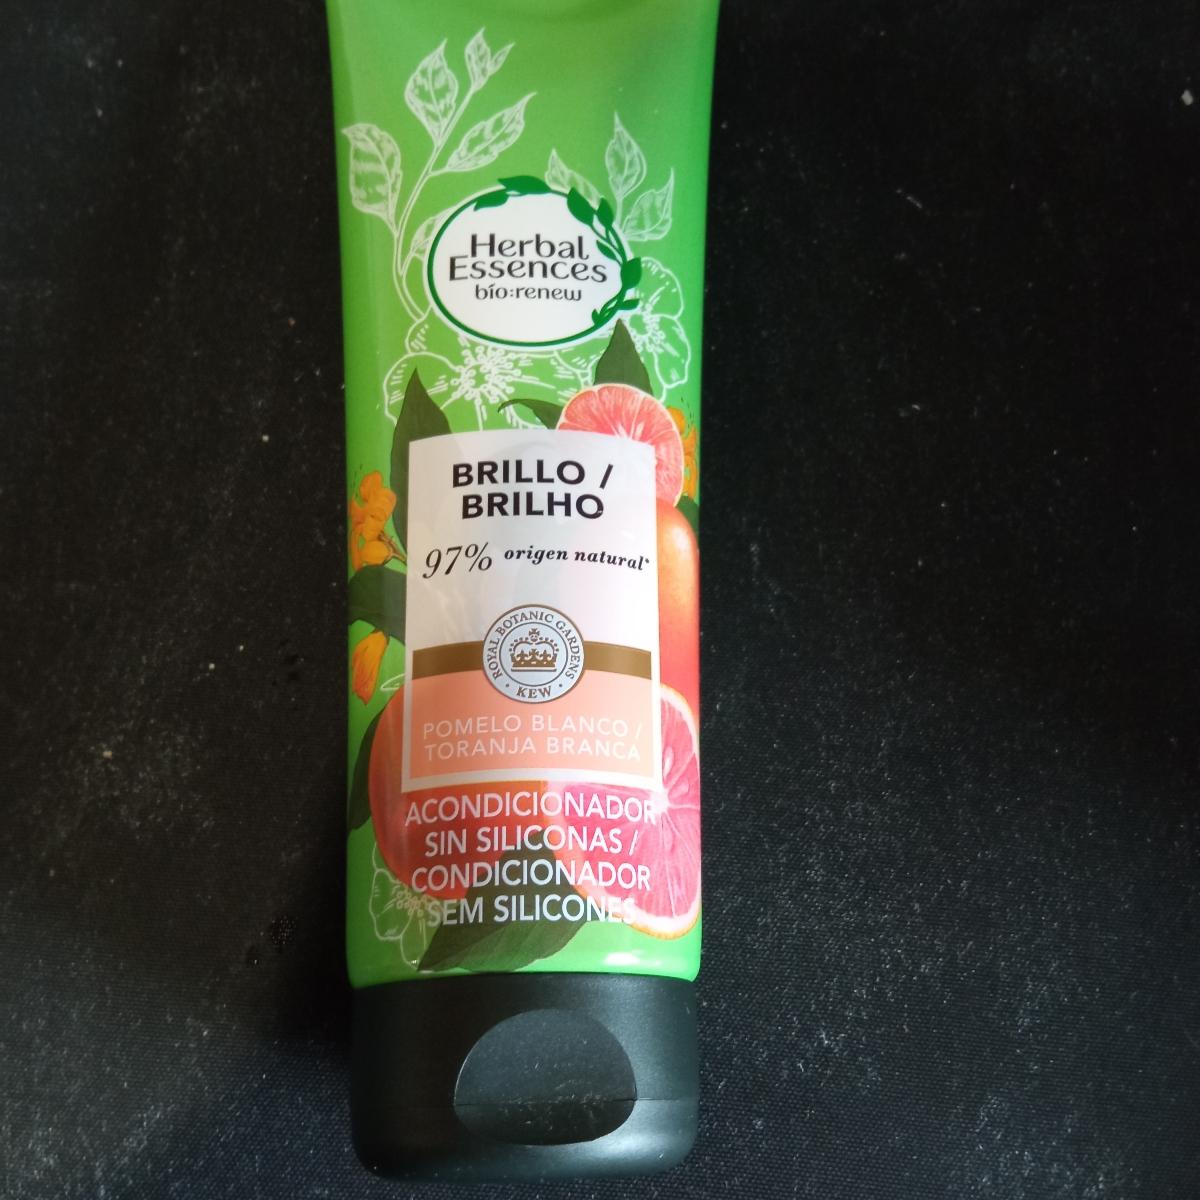 Herbal
Essences
bío:renew
BRILLO /
BRILHO
97% origen natural*
ROYAL BOTANIC GARDENS
• KEW •
POMELO BLANCO /
TORANJA BRANCA
ACONDICIONADOR
SIN SILICONAS /
CONDICIONADOR
SEM SILICONES